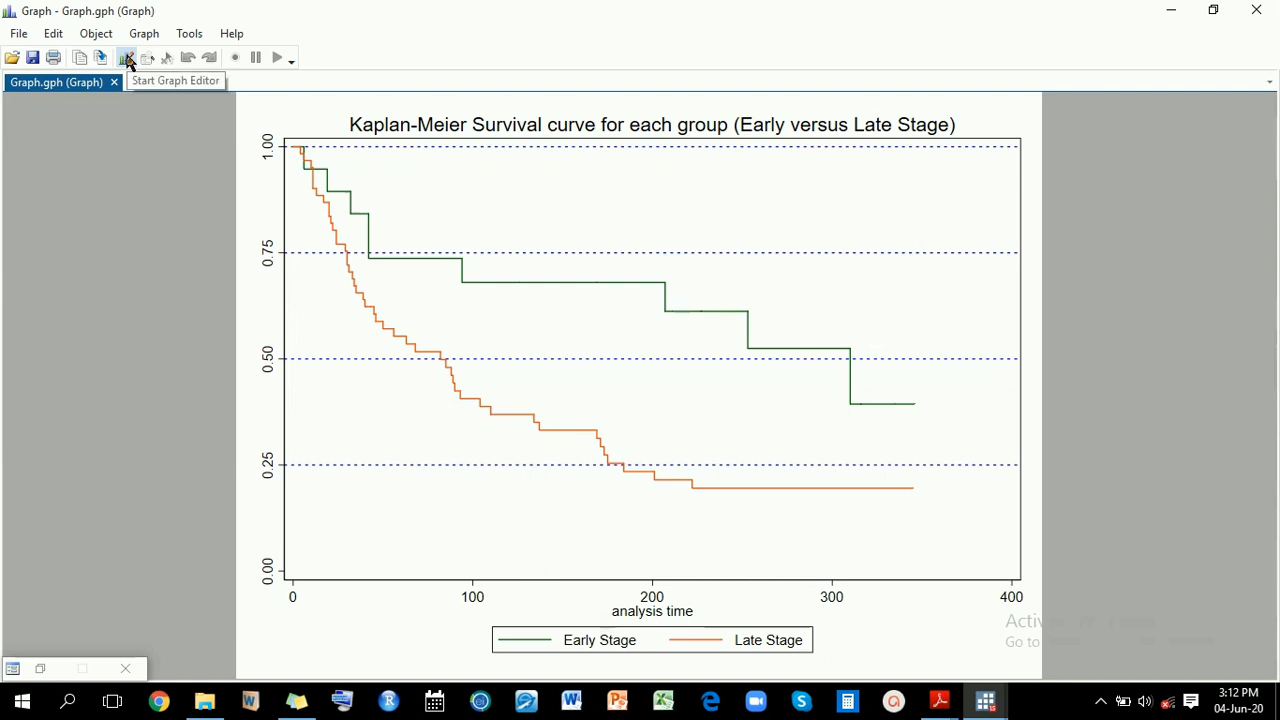 Graph - Graph.gph (Graph)
File Edit Object Graph Tools Help
Graph.gph (Graph)
Start Graph Editor
Kaplan-Meier Survival curve for each group (Early versus Late Stage)
1.00
0.75
0.50
0.25
0.00
0 100 200 300 400
analysis time
Early Stage Late Stage
Go to
3:12 PM
04-Jun-20